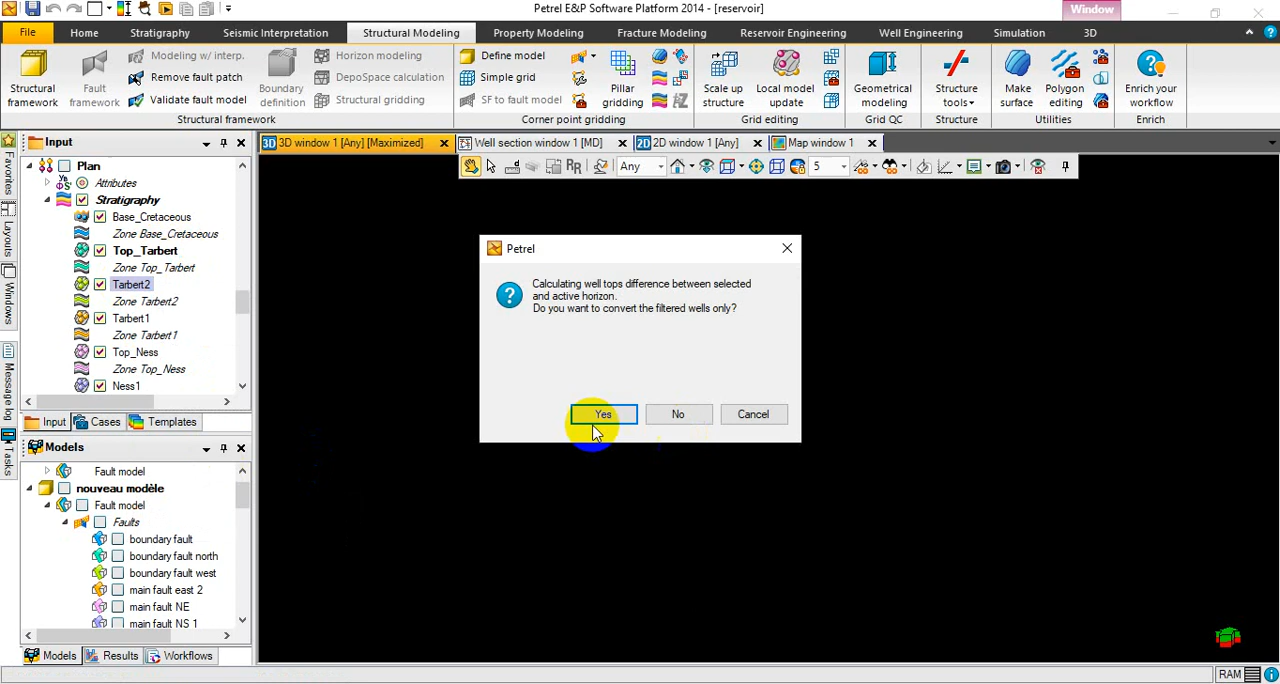 Petrel E&P Software Platform 2014 - [reservoir]
Window
File
Home
Stratigraphy
Seismic Interpretation
Structural Modeling
Property Modeling
Fracture Modeling
Reservoir Engineering
Well Engineering
Simulation
3D
Structural framework
Fault framework
Modeling w/ interp.
Remove fault patch
Validate fault model
Boundary definition
Horizon modeling
DepoSpace calculation
Structural gridding
Structural framework
Define model
Simple grid
SF to fault model
Pillar gridding
Corner point gridding
Scale up structure
Local model update
Grid editing
Geometrical modeling
Grid QC
Structure tools
Structure
Make surface
Polygon editing
Utilities
Enrich your workflow
Enrich
Favorites
Layouts
Windows
Message log
Tasks
Input
Plan
Attributes
Stratigraphy
Base_Cretaceous
Zone Base_Cretaceous
Top_Tarbert
Zone Top_Tarbert
Tarbert2
Zone Tarbert2
Tarbert1
Zone Tarbert1
Top_Ness
Zone Top_Ness
Ness1
Input
Cases
Templates
Models
Fault model
nouveau modèle
Fault model
Faults
boundary fault
boundary fault north
boundary fault west
main fault east 2
main fault NE
main fault NS 1
Models
Results
Workflows
3D window 1 [Any] [Maximized]
Well section window 1 [MD]
2D window 1 [Any]
Map window 1
Any
5
Petrel
Calculating well tops difference between selected
and active horizon.
Do you want to convert the filtered wells only?
Yes
No
Cancel
RAM